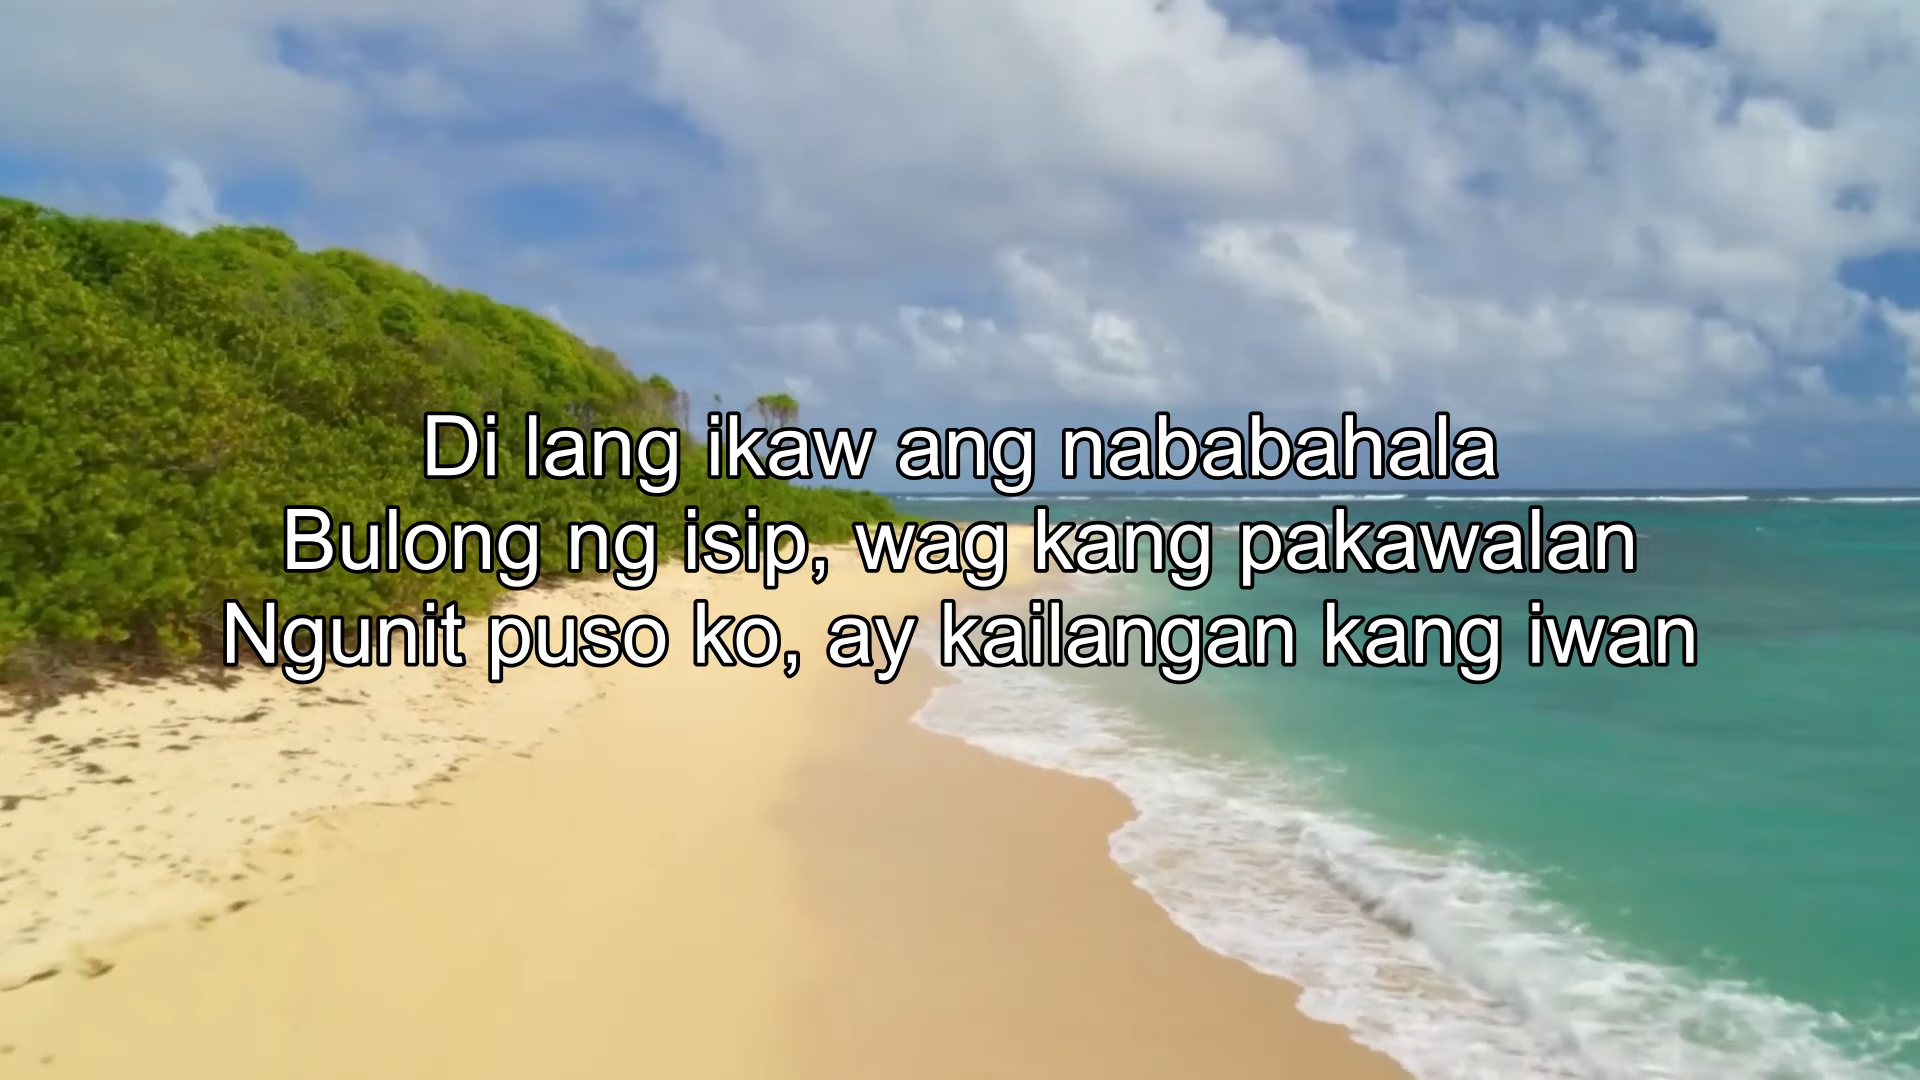 Di lang ikaw ang nababahala
Bulong ng isip, wag kang pakawalan
Ngunit puso ko, ay kailangan kang iwan